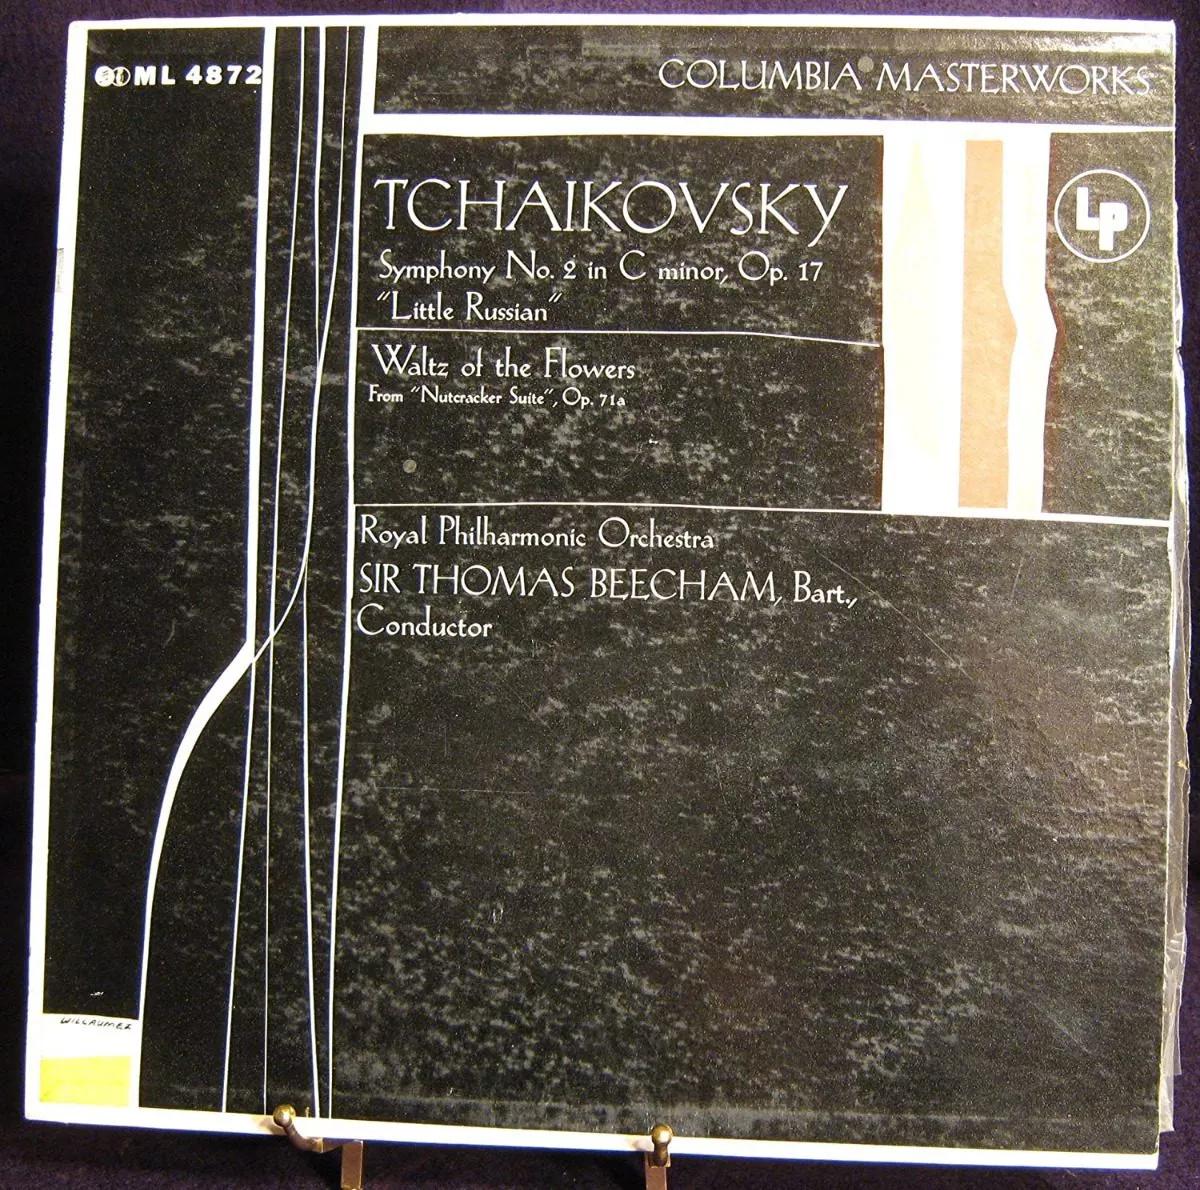 ML 4872
COLUMBIA MASTERWORKS
TCHAIKOVSKY
Symphony No. 2 in C minor, Op. 17
"Little Russian"
LP
Waltz of the Flowers
From "Nutcracker Suite", Op. 71a
Royal Philharmonic Orchestra
SIR THOMAS BEECHAM, Bart.,
Conductor
WILLAUMEZ